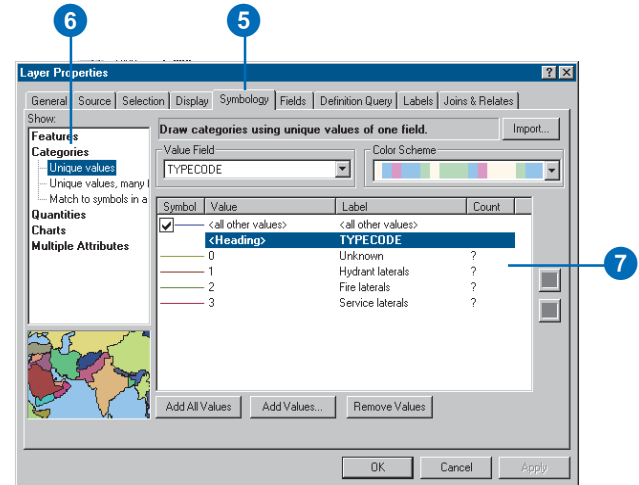 6
5
Layer Properties
General Source Selection Display Symbology Fields Definition Query Labels Joins & Relates
Show:
Features
Categories
Unique values
Unique values, many
Match to symbols in a
Quantities
Charts
Multiple Attributes
Draw categories using unique values of one field.
Import...
Value Field
TYPECODE
Color Scheme
Symbol Value Label Count
<all other values> <all other values>
<Heading> TYPECODE
0 Unknown ?
1 Hydrant laterals ?
2 Fire laterals ?
3 Service laterals ?
7
Add All Values Add Values... Remove Values
OK Cancel Apply